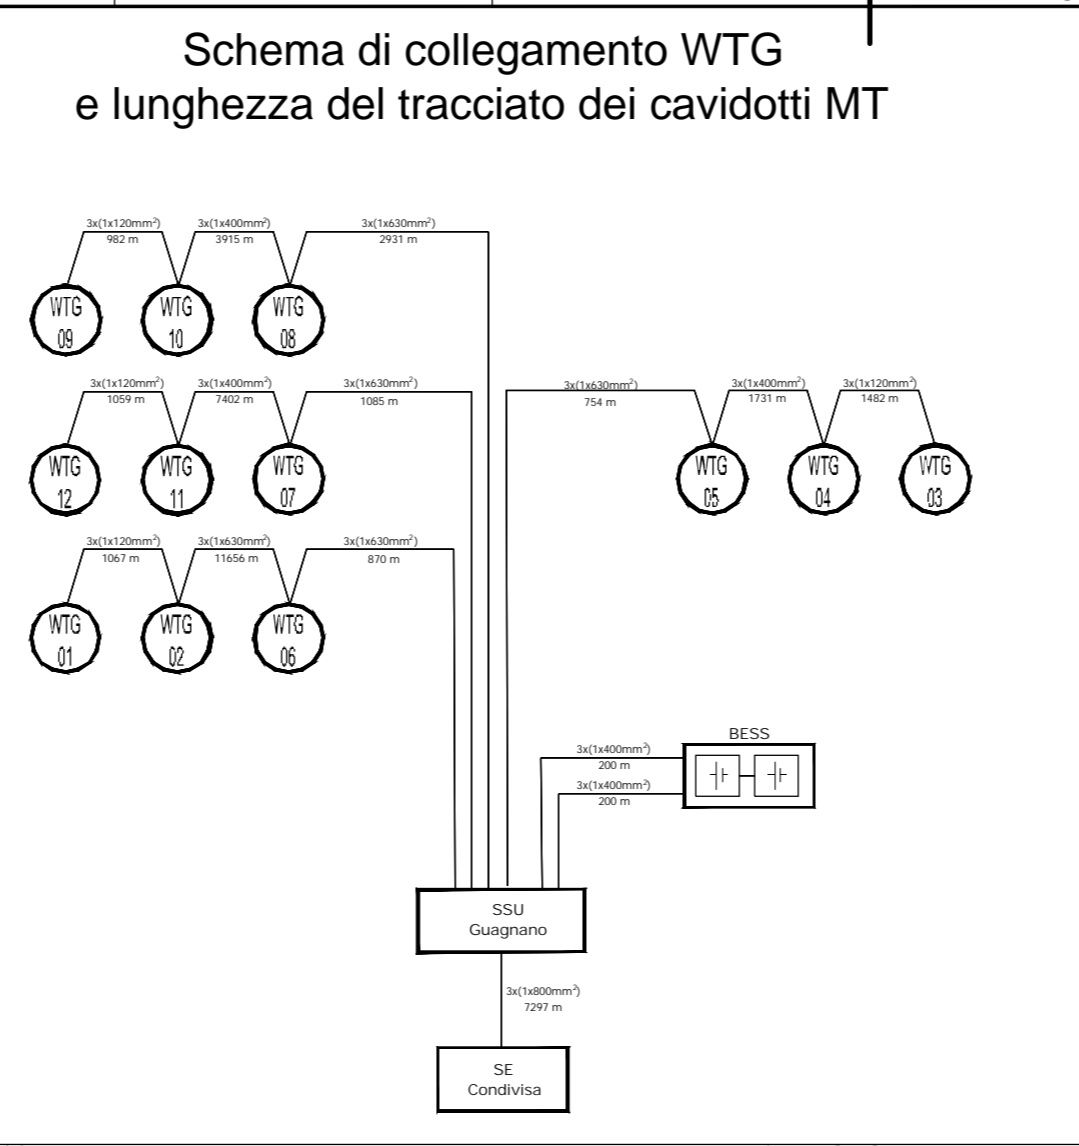 Schema di collegamento WTG
e lunghezza del tracciato dei cavidotti MT
3x(1x120mm²)
982 m
3x(1x400mm²)
3915 m
3x(1x630mm²)
2931 m
WTG
09
WTG
10
WTG
08
3x(1x120mm²)
1059 m
3x(1x400mm²)
7402 m
3x(1x630mm²)
1085 m
WTG
12
WTG
11
WTG
07
3x(1x630mm²)
754 m
3x(1x400mm²)
1731 m
3x(1x120mm²)
1482 m
WTG
05
WTG
04
WTG
03
3x(1x120mm²)
1067 m
3x(1x630mm²)
11656 m
3x(1x630mm²)
870 m
WTG
01
WTG
02
WTG
06
BESS
3x(1x400mm²)
200 m
3x(1x400mm²)
200 m
SSU
Guagnano
3x(1x800mm²)
7297 m
SE
Condivisa